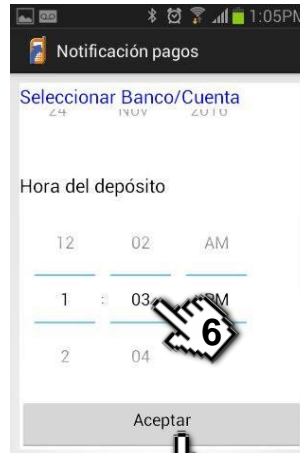 1:05PM
Notificación pagos
Seleccionar Banco/Cuenta
24 NOV 2016
Hora del depósito
12 02 AM
1 : 03 PM
6
2 04
Aceptar